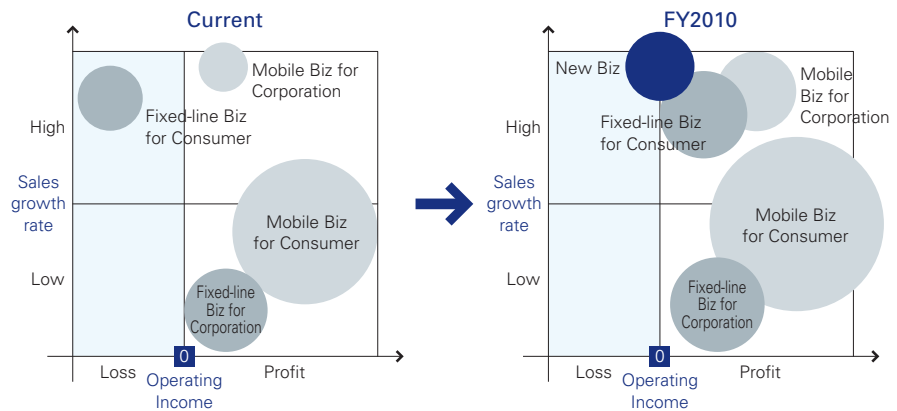 Current
Mobile Biz for
Corporation
Fixed-line Biz
for Consumer
High
Sales
growth
rate
Mobile Biz
for Consumer
Low
Fixed-line
Biz for
Corporation
0
Loss
Profit
Operating
Income
FY2010
New Biz
Mobile
Biz for
Corporation
Fixed-line Biz
for Consumer
High
Sales
growth
rate
Mobile Biz
for Consumer
Low
Fixed-line
Biz for
Corporation
0
Loss
Profit
Operating
Income